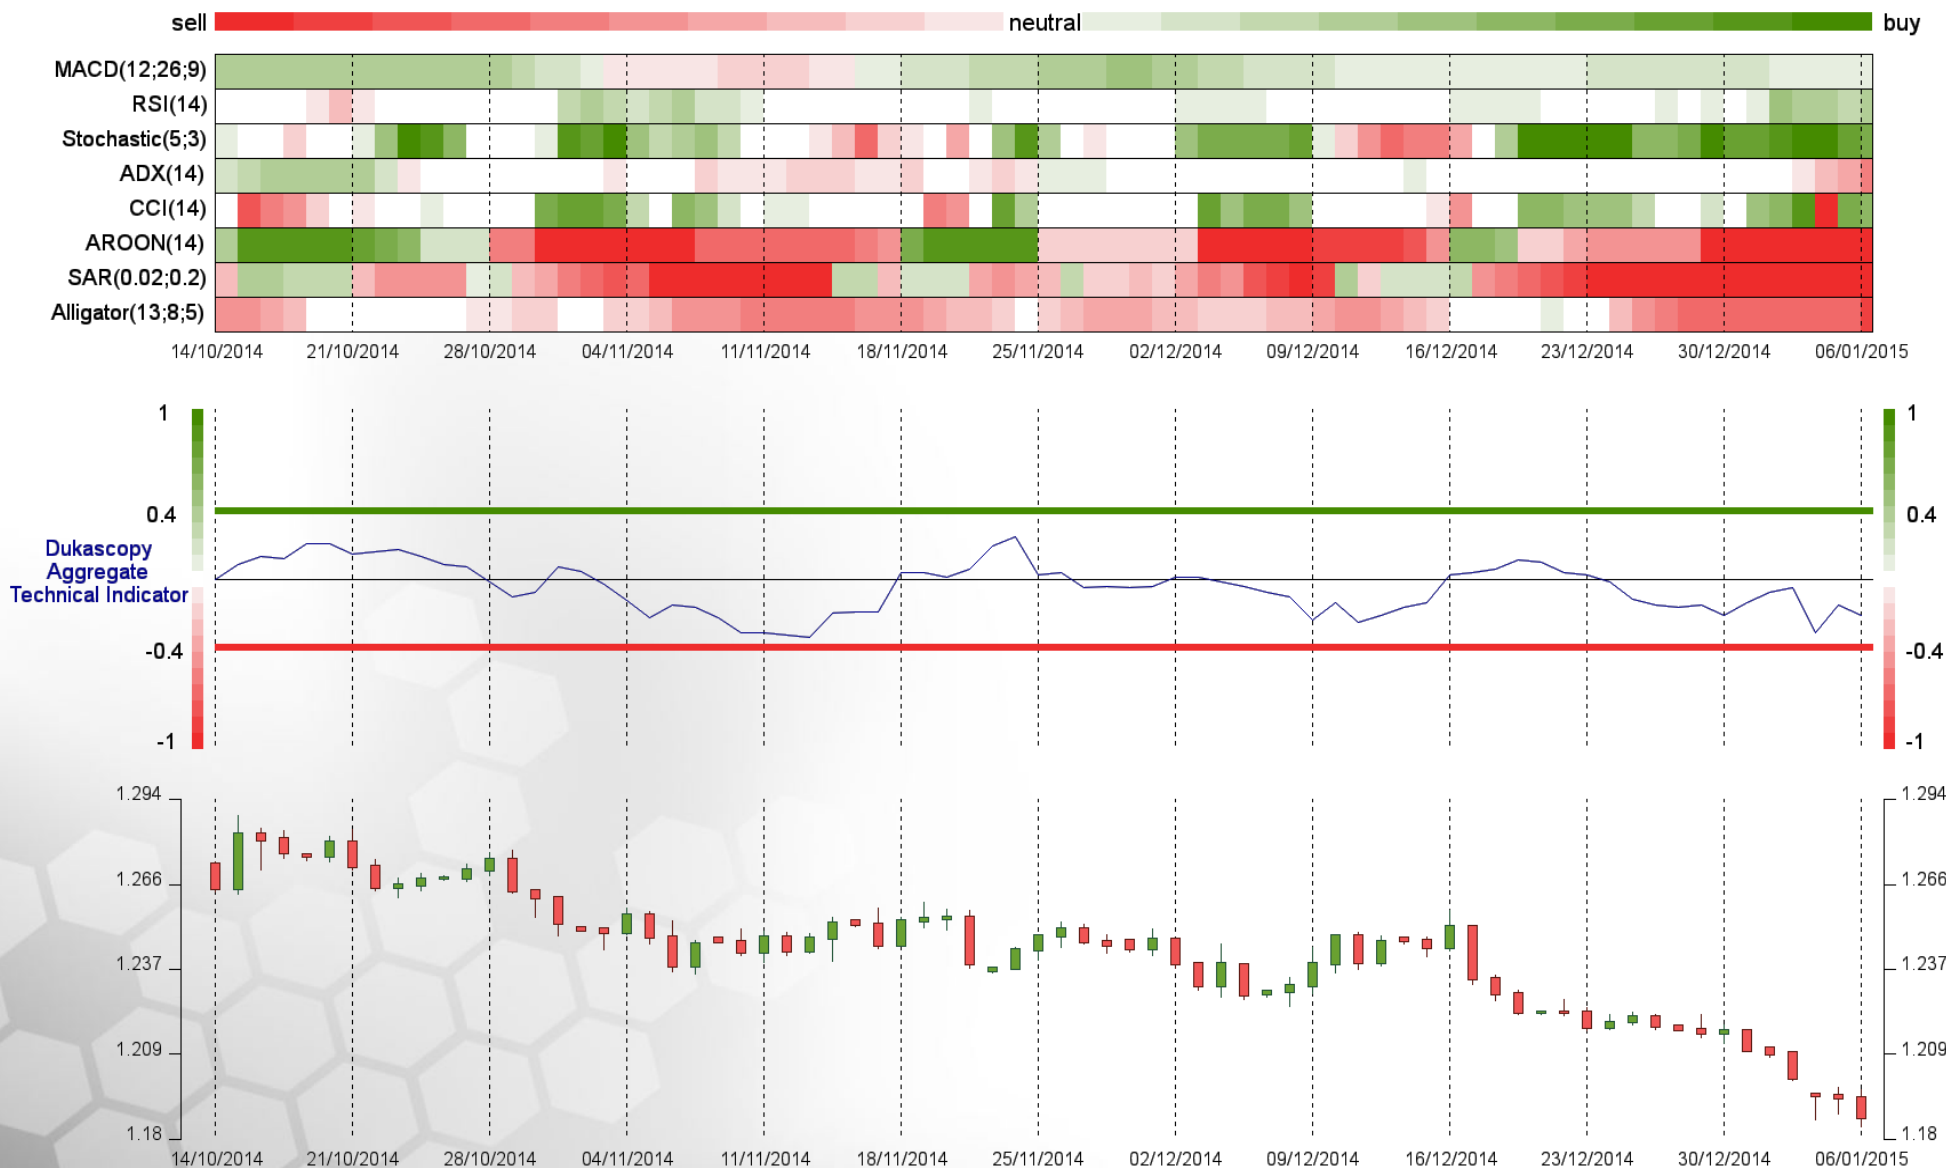 sell neutral buy
MACD(12;26;9)
RSI(14)
Stochastic(5;3)
ADX(14)
CCI(14)
AROON(14)
SAR(0.02;0.2)
Alligator(13;8;5)
14/10/2014 21/10/2014 28/10/2014 04/11/2014 11/11/2014 18/11/2014 25/11/2014 02/12/2014 09/12/2014 16/12/2014 23/12/2014 30/12/2014 06/01/2015
1 1
0.4 0.4
Dukascopy
Aggregate
Technical Indicator
-0.4 -0.4
-1 -1
1.294 1.294
1.266 1.266
1.237 1.237
1.209 1.209
1.18 1.18
14/10/2014 21/10/2014 28/10/2014 04/11/2014 11/11/2014 18/11/2014 25/11/2014 02/12/2014 09/12/2014 16/12/2014 23/12/2014 30/12/2014 06/01/2015